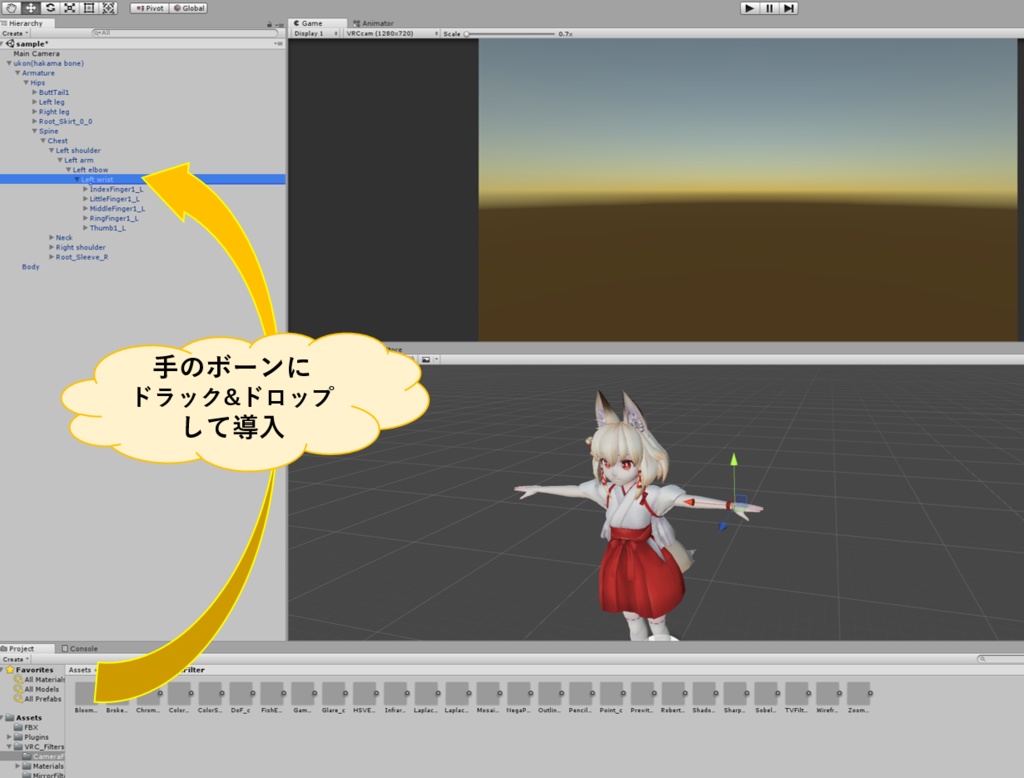 Pivot Global
Hierarchy
Create
All
sample*
Main Camera
ukon(hakama bone)
Armature
Hips
ButtTail1
Left leg
Right leg
Root_Skirt_0_0
Spine
Chest
Left shoulder
Left arm
Left elbow
Left wrist
IndexFinger1_L
LittleFinger1_L
MiddleFinger1_L
RingFinger1_L
Thumb1_L
Neck
Right shoulder
Root_Sleeve_R
Body
Game Animator
Display 1 VRCcam (1280x720) Scale 0.7x
手のボーンに
ドラック&ドロップ
して導入
Project Console
Create
Favorites
All Materials
All Models
All Prefabs
Assets
FBX
Plugins
VRC_Filters
CameraF
Materials
MirrorFilt
Assets Filter
Bloom... Broke... Chrom... Color... ColorS... DoF_c FishE... Gam... Glare_c HSVE... Infrar... Laplac... Laplac... Mosai... NegaP... Outlin... Pencil... Point_c Prewit... Robert... Shado... Sharp... Sobel... TVFilt... Wirefr... Zoom...